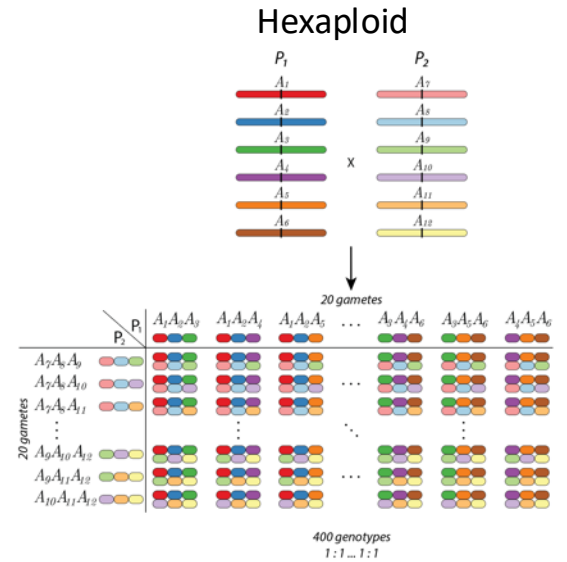 Hexaploid
P1 P2
A1 A7
A2 A8
A3 A9
X
A4 A10
A5 A11
A6 A12
20 gametes
P1 A1A2A3 A1A2A4 A1A2A5 ... A3A4A6 A3A5A6 A4A5A6
P2
A7A8A9
A7A8A10 ...
A7A8A11
20 gametes
A9A10A12
A9A11A12 ...
A10A11A12
400 genotypes
1 : 1 ... 1 : 1